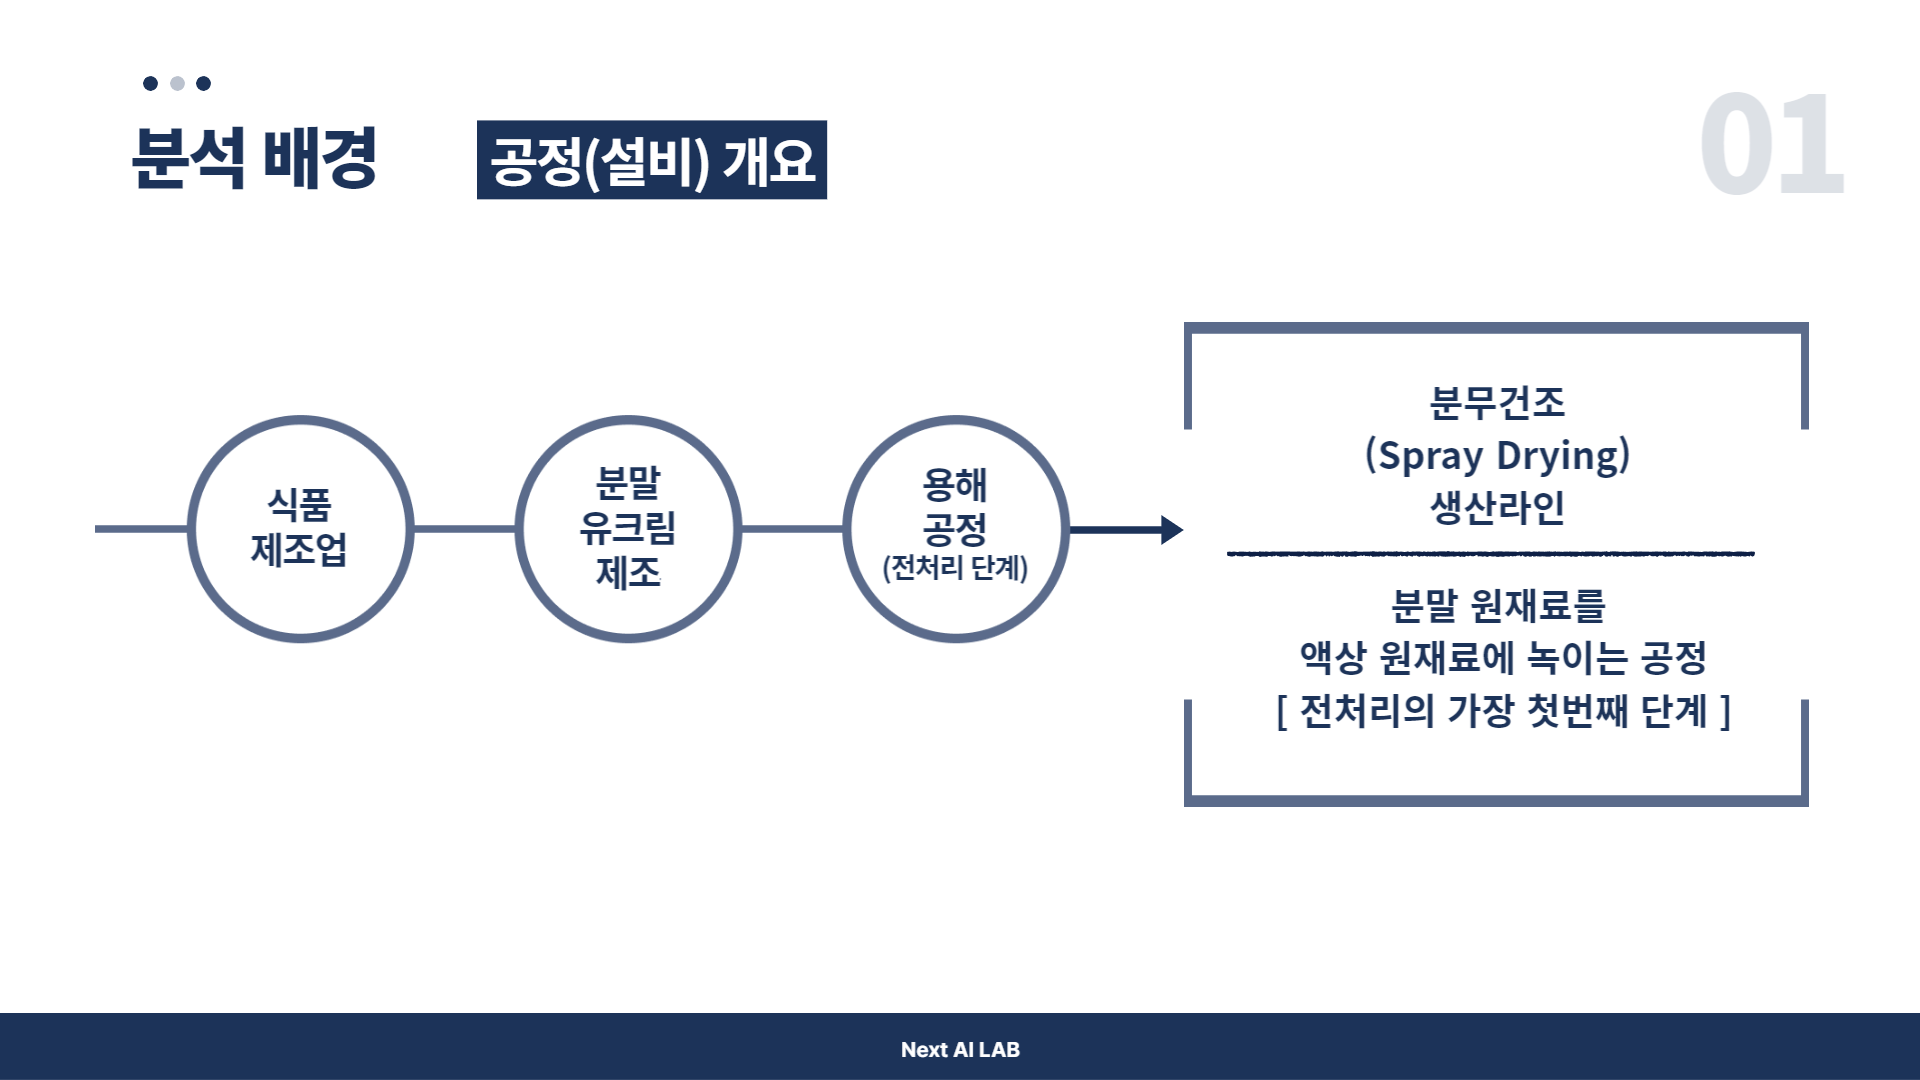 분석 배경
공정(설비) 개요
01
식품
제조업
분말
유크림
제조
용해
공정
(전처리 단계)
분무건조
(Spray Drying)
생산라인
분말 원재료를
액상 원재료에 녹이는 공정
[ 전처리의 가장 첫번째 단계 ]
Next AI LAB